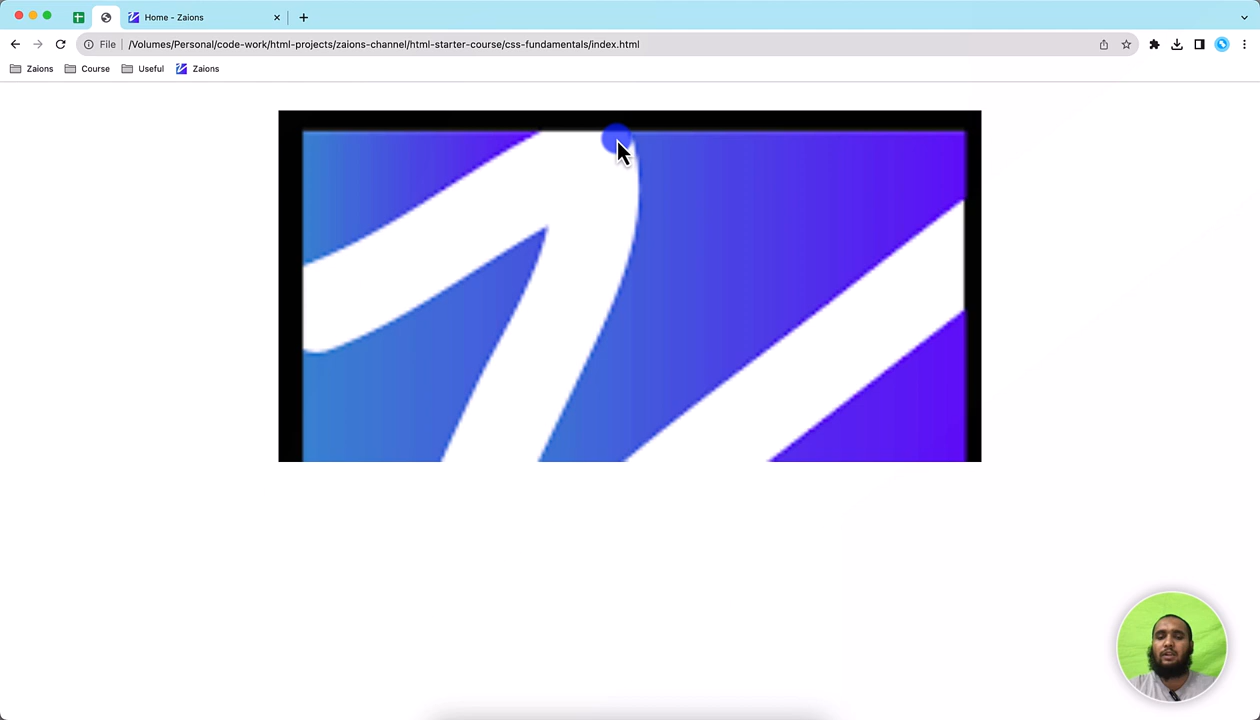 Home - Zaions
File
/Volumes/Personal/code-work/html-projects/zaions-channel/html-starter-course/css-fundamentals/index.html
Zaions
Course
Useful
Zaions